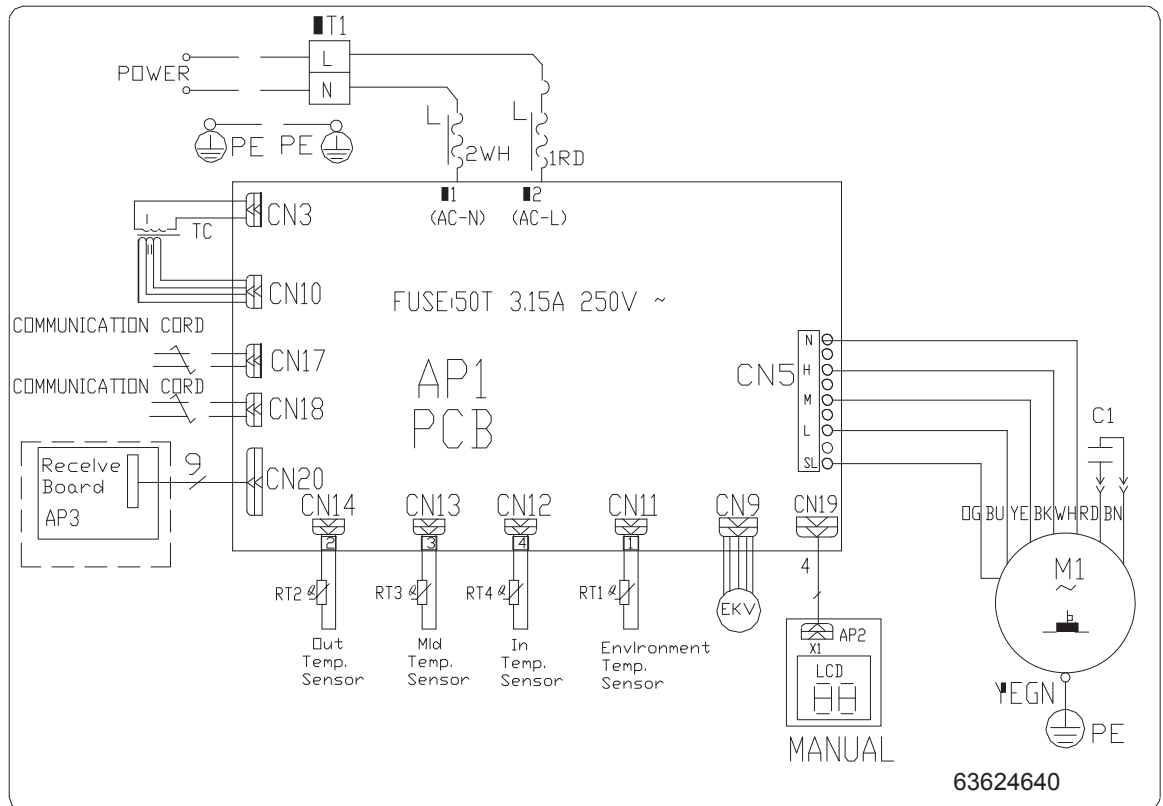 T1
L
N
POWER
PE PE
L
2WH
L
1RD
1
(AC-N)
2
(AC-L)
CN3
I
TC
II
CN10
FUSE:50T 3.15A 250V ~
COMMUNICATION CORD
CN17
COMMUNICATION CORD
CN18
AP1
PCB
CN5
N
H
M
L
SL
C1
Receive
Board
AP3
9
CN20
CN14
CN13
CN12
CN11
CN9
CN19
2
3
4
1
4
OG BU YE BK WH RD BN
M1
~
RT2
RT3
RT4
RT1
EKV
Out
Temp.
Sensor
Mid
Temp.
Sensor
In
Temp.
Sensor
Environment
Temp.
Sensor
AP2
X1
LCD
88
MANUAL
YEGN
PE
63624640